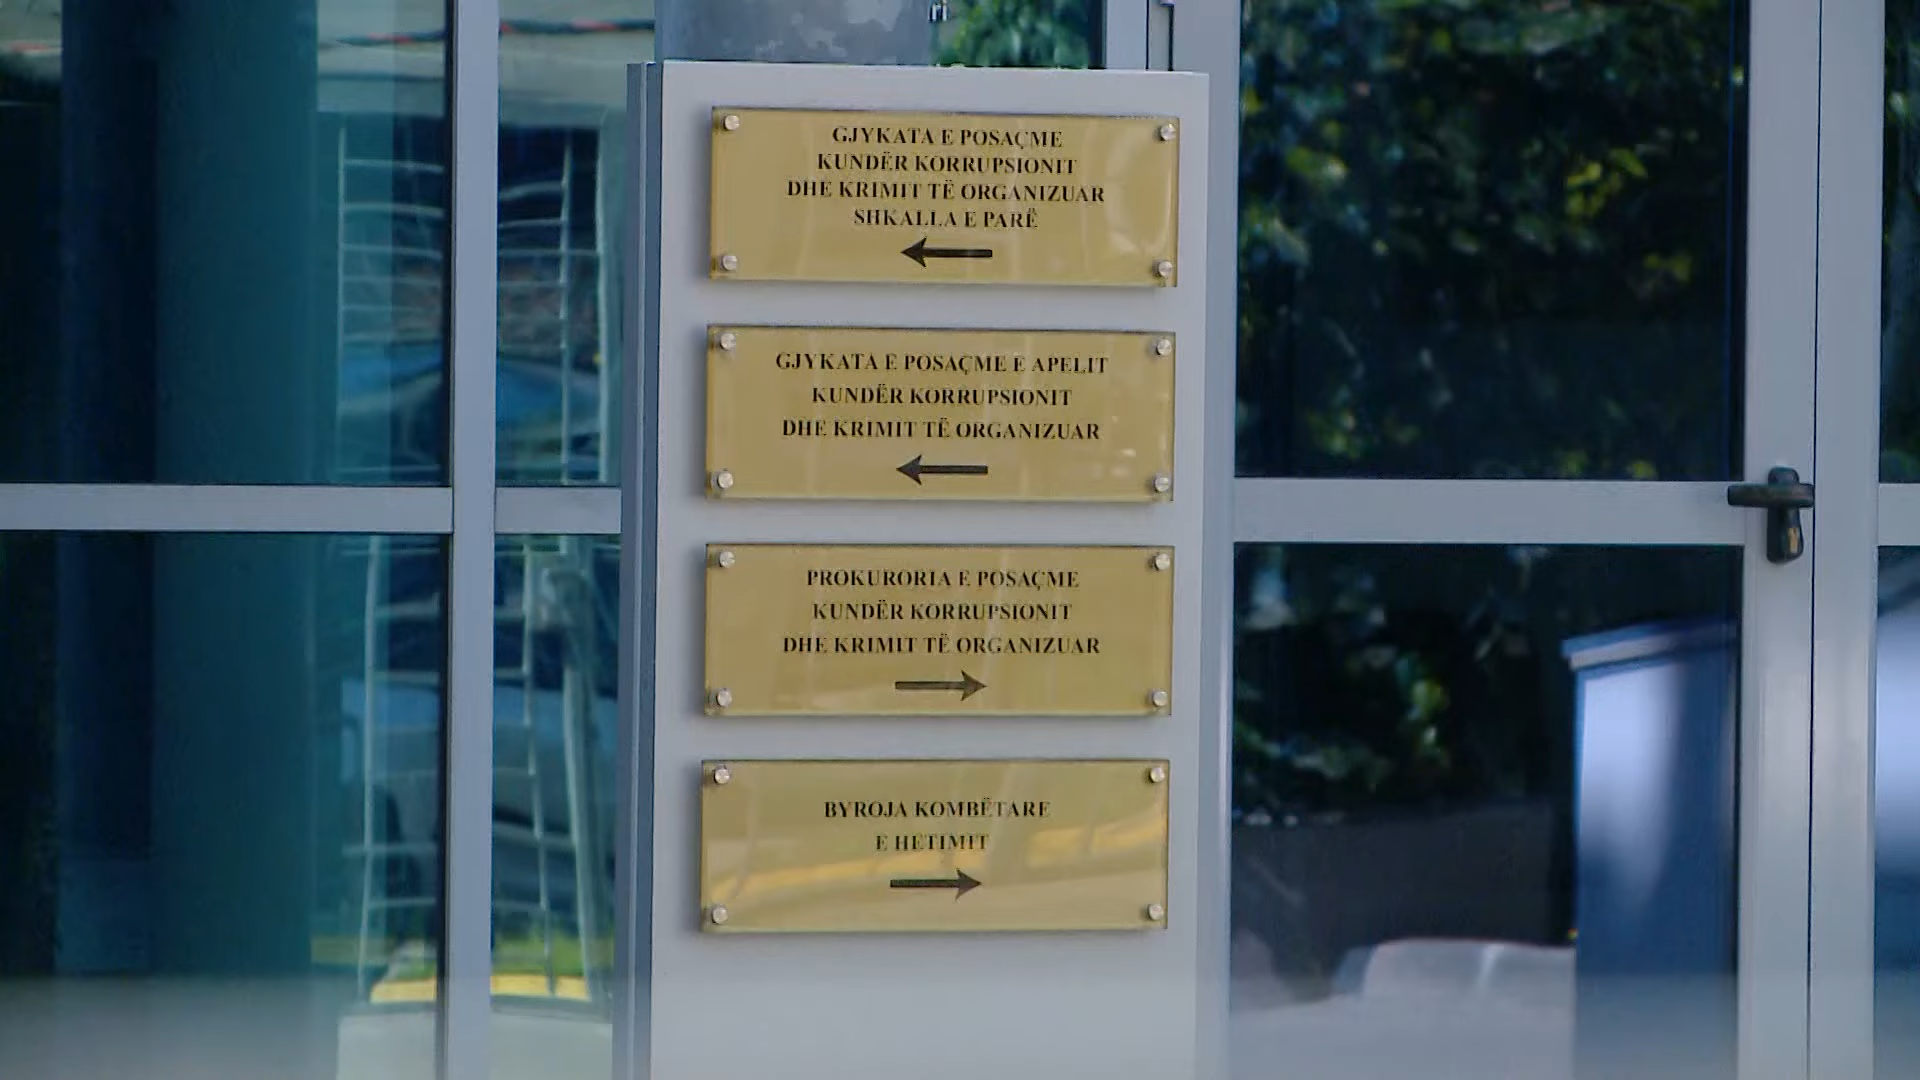 GJYKATA E POSAÇME
KUNDËR KORRUPSIONIT
DHE KRIMIT TË ORGANIZUAR
SHKALLA E PARË
GJYKATA E POSAÇME E APELIT
KUNDËR KORRUPSIONIT
DHE KRIMIT TË ORGANIZUAR
PROKURORIA E POSAÇME
KUNDËR KORRUPSIONIT
DHE KRIMIT TË ORGANIZUAR
BYROJA KOMBËTARE
E HETIMIT